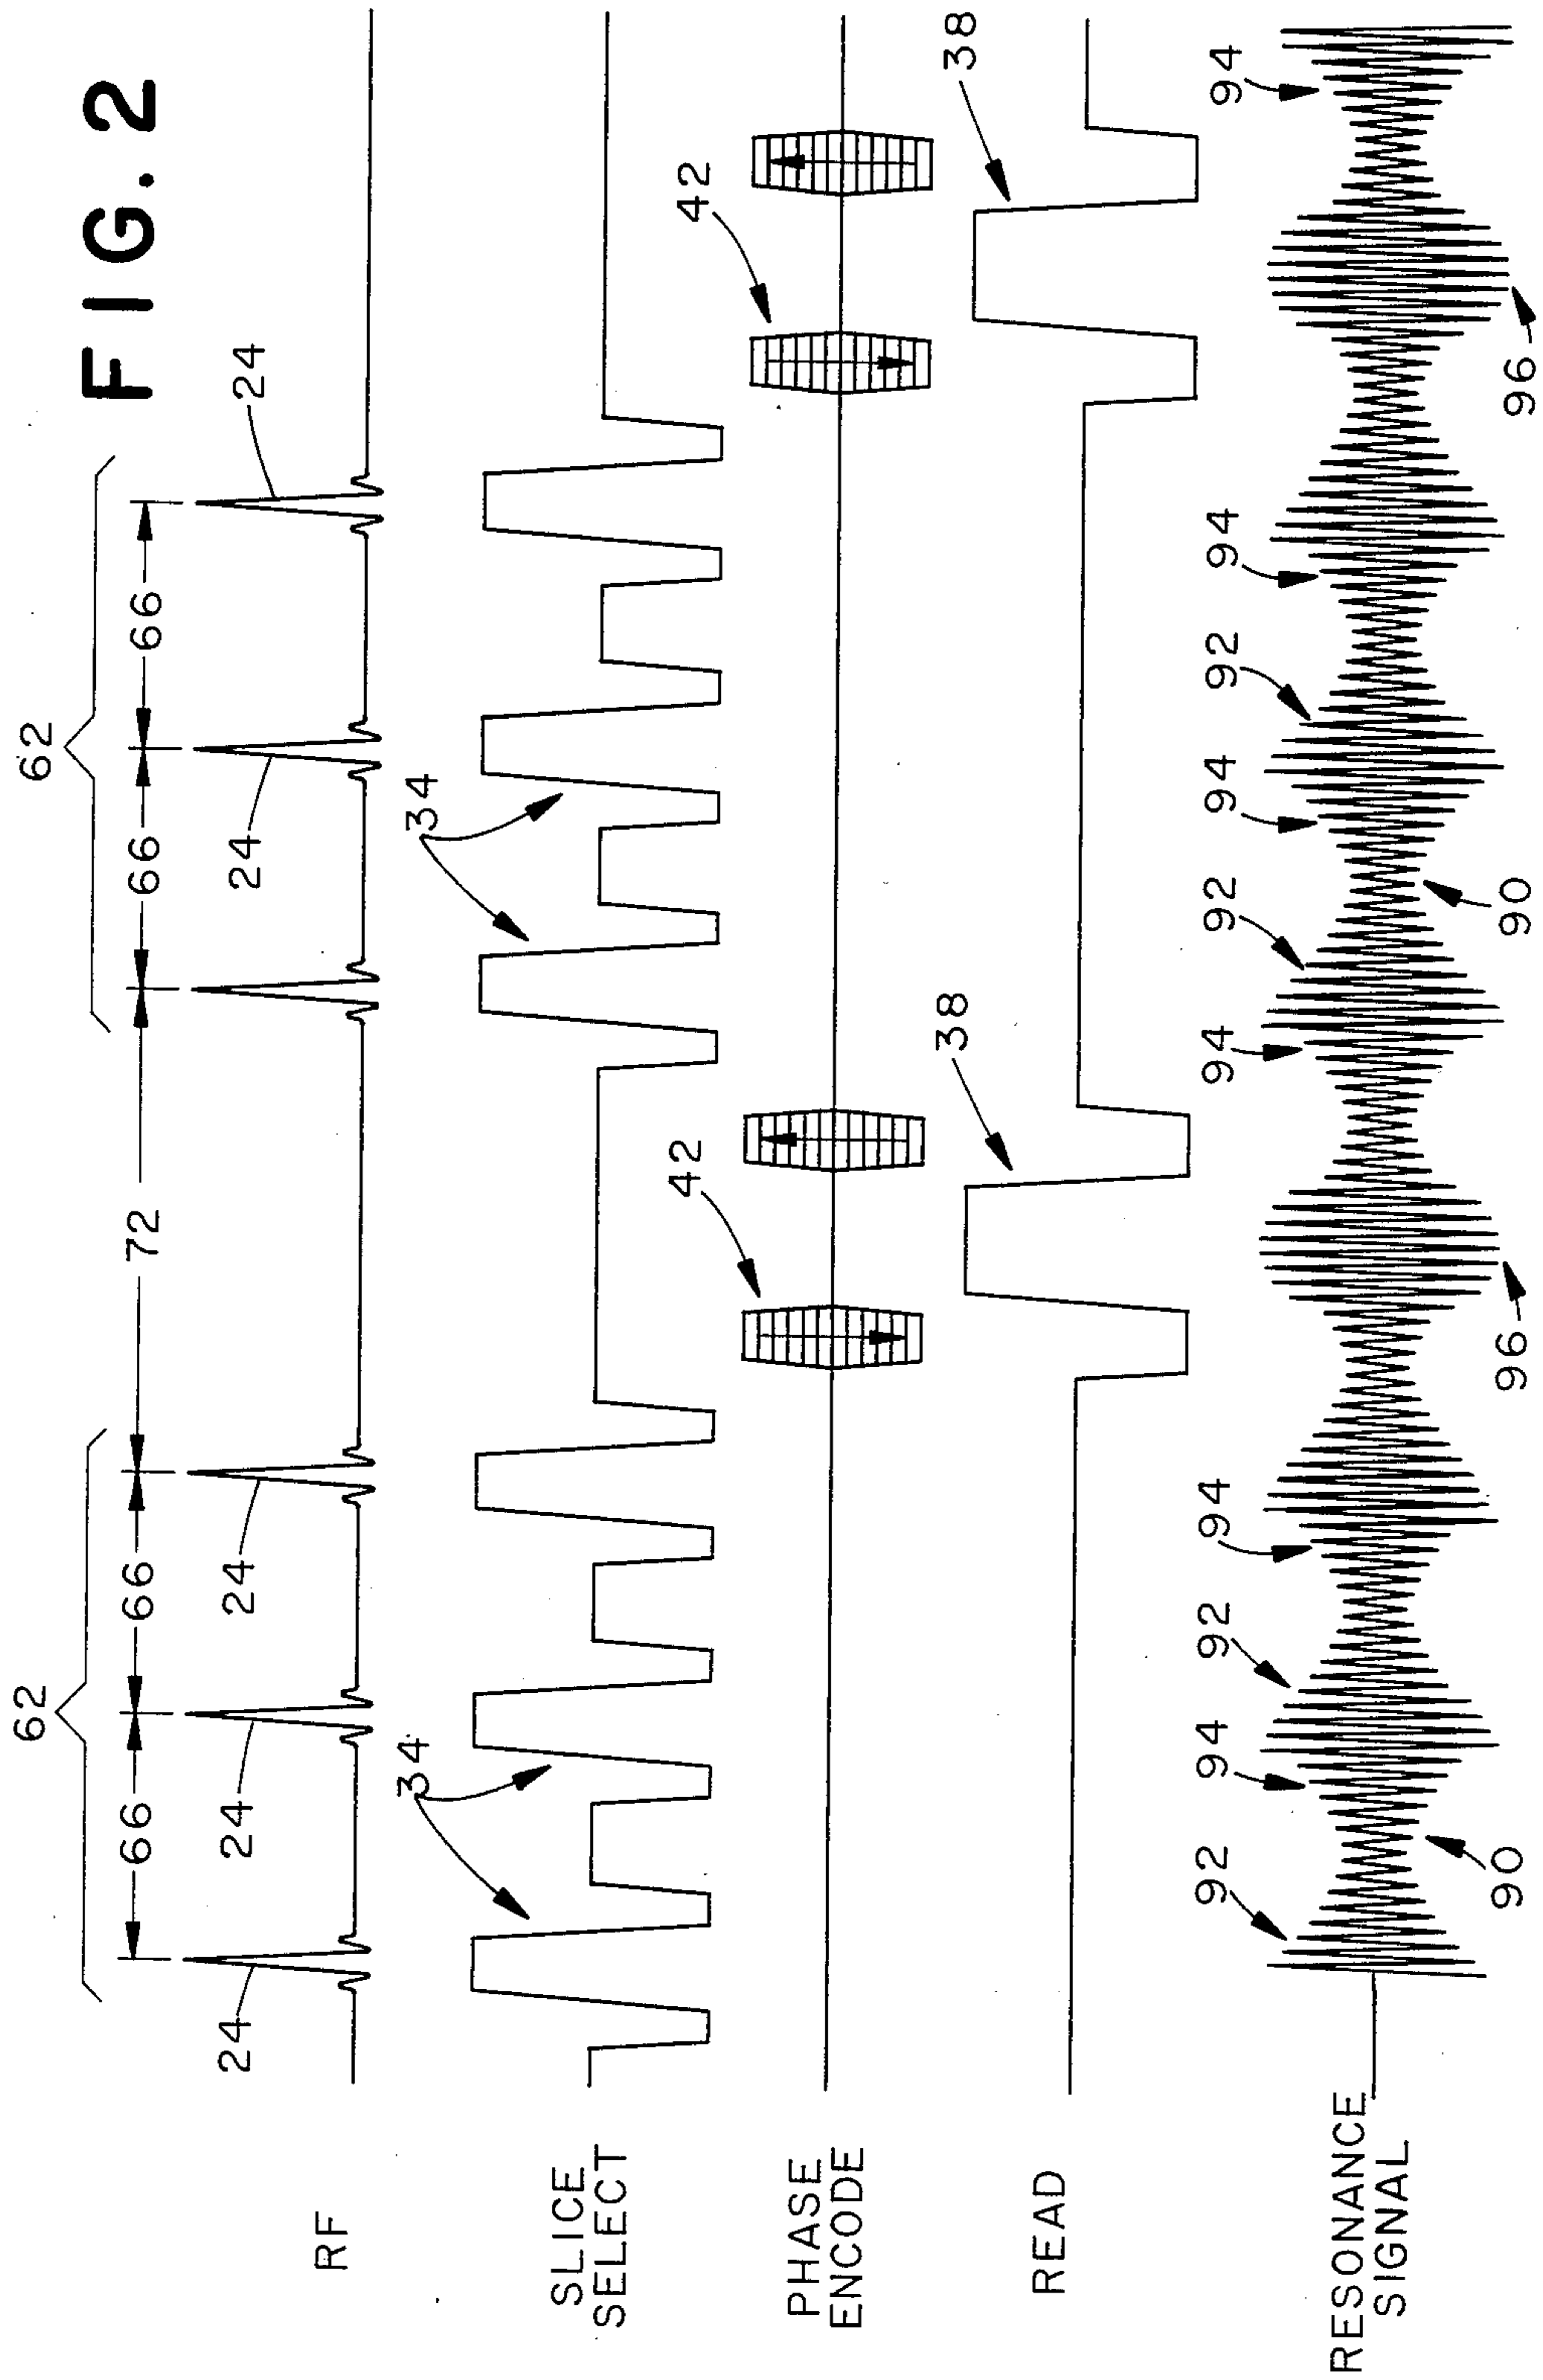 FIG. 2
62 62
66 66 72 66 66
24 24 24 24 24
RF
34 34
SLICE
SELECT
42 42
PHASE
ENCODE
38 38
READ
92 94 92 94 94 92 94 92 94 94
RESONANCE
SIGNAL
90 96 90 96